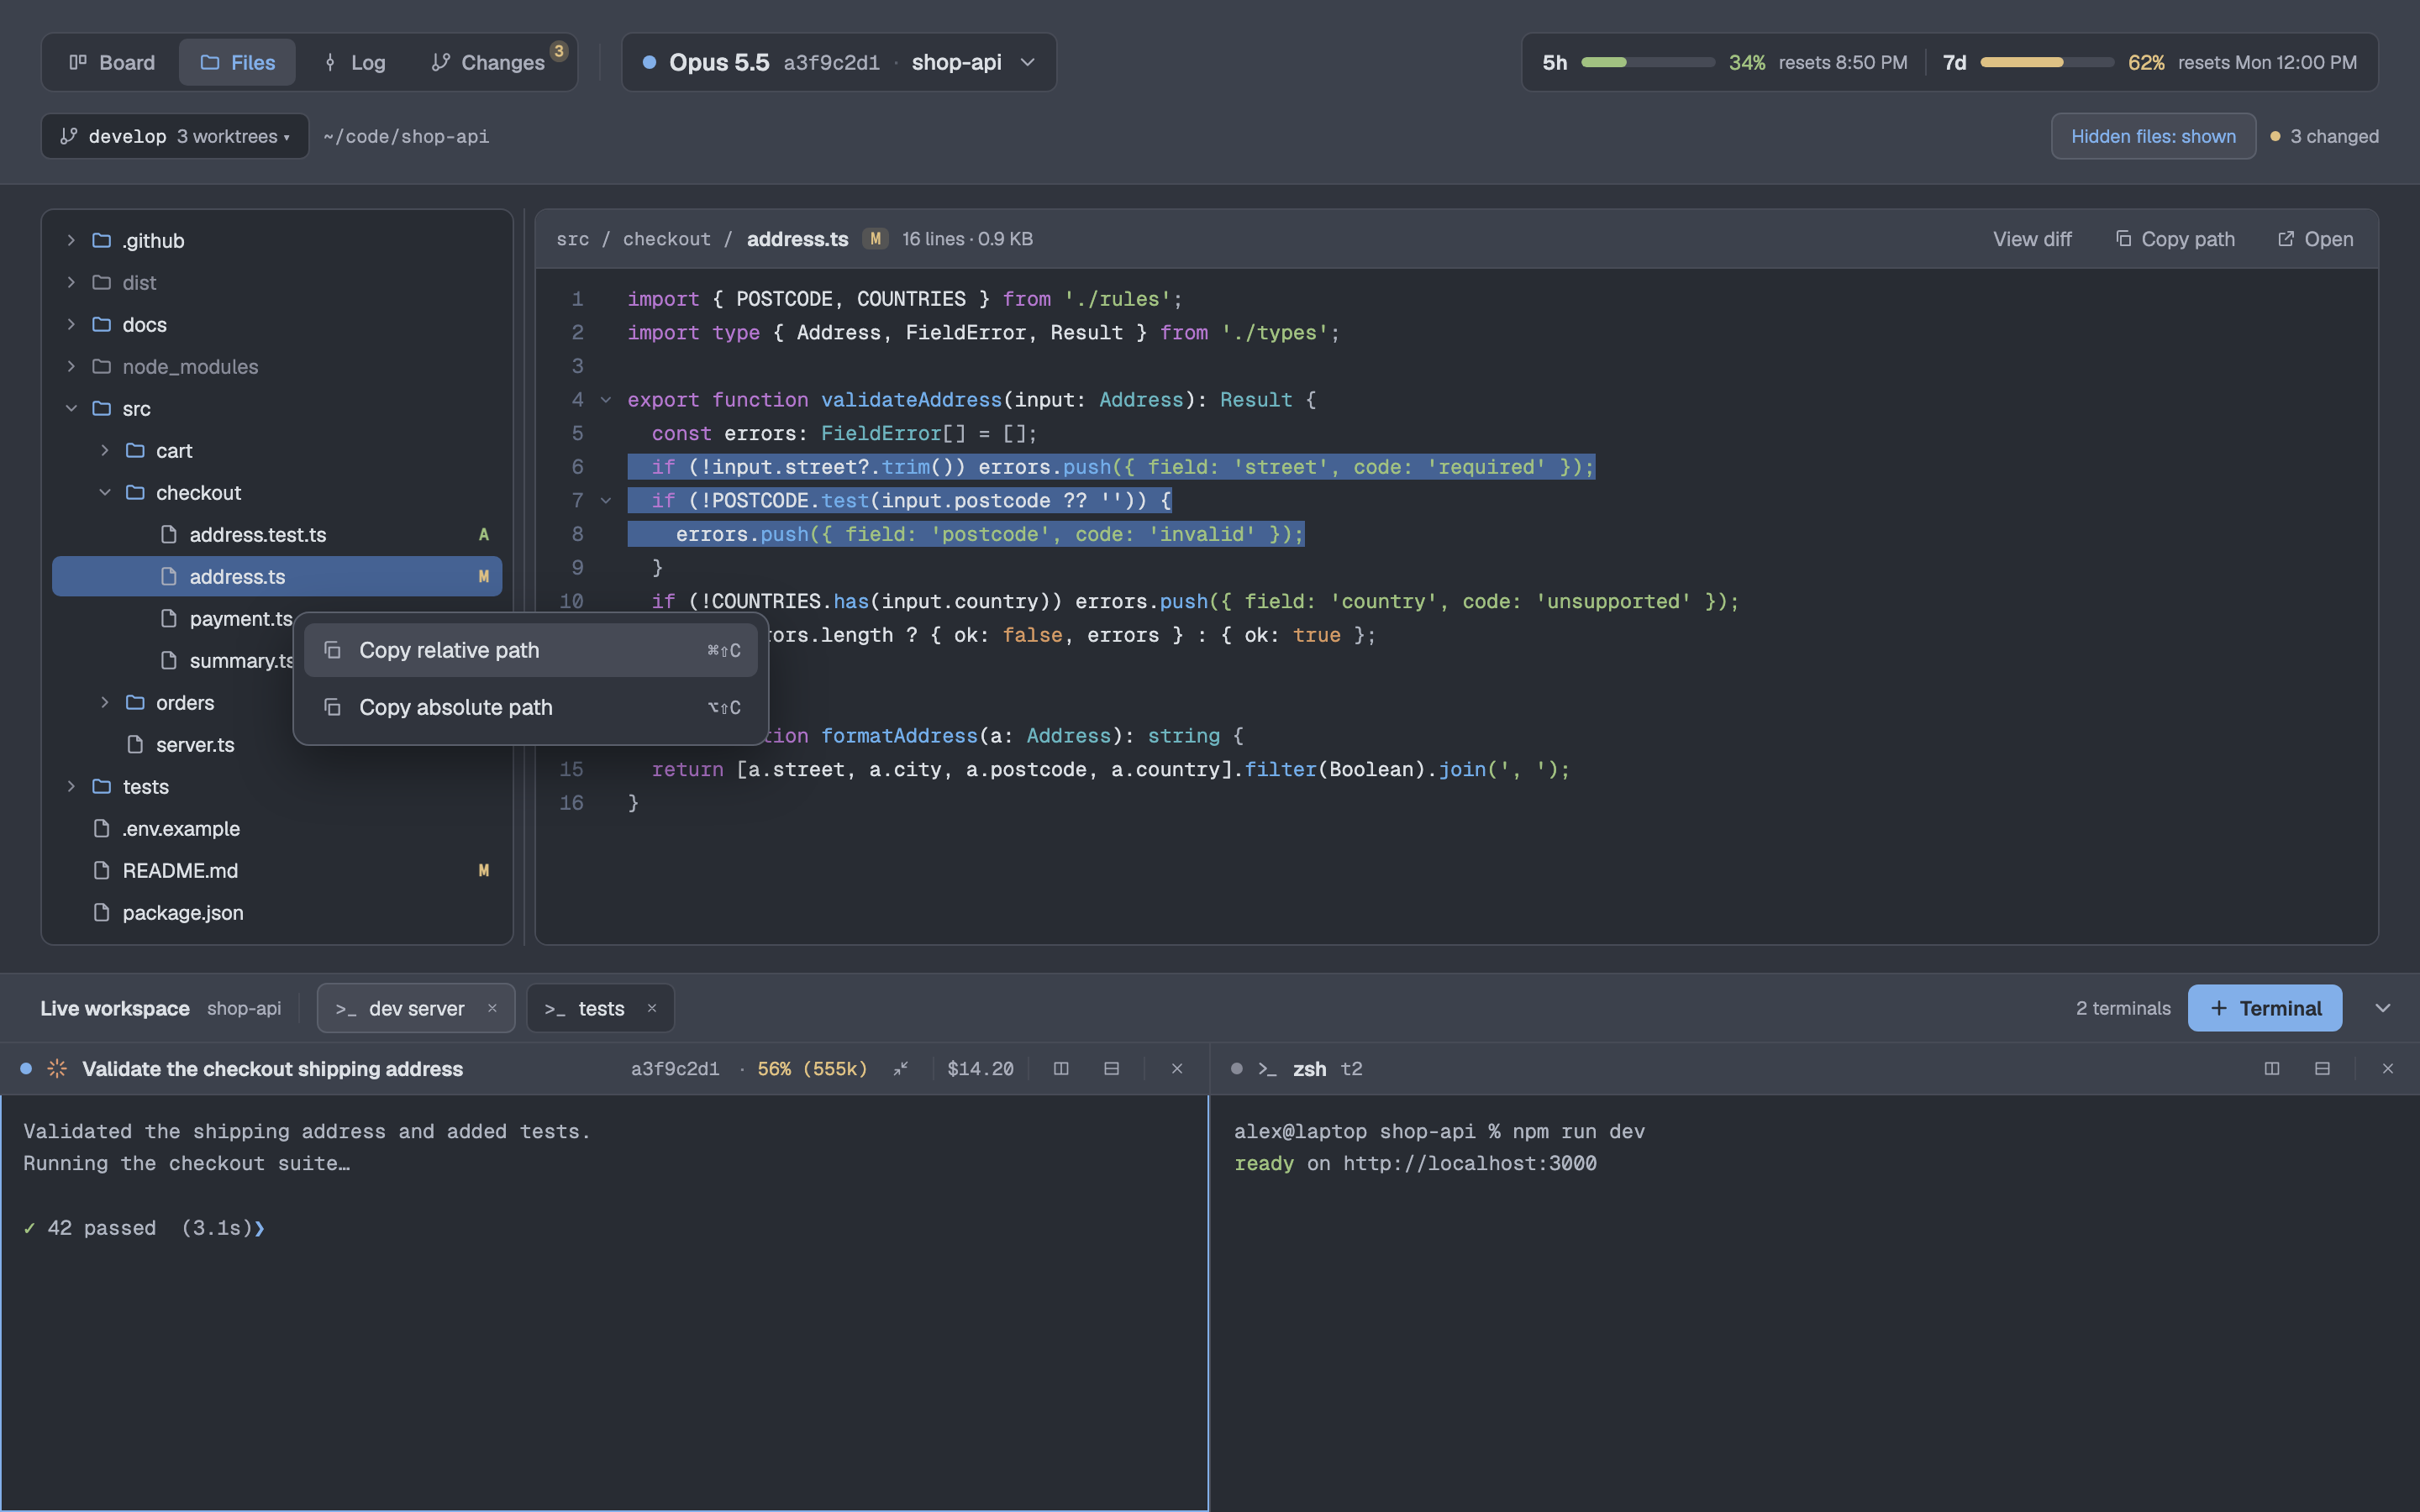 Board Files Log Changes 3 Opus 5.5 a3f9c2d1 · shop-api 5h 34% resets 8:50 PM 7d 62% resets Mon 12:00 PM
develop 3 worktrees ▾ ~/code/shop-api Hidden files: shown 3 changed
.github
dist
docs
node_modules
src
cart
checkout
address.test.ts A
address.ts M
payment.ts
summary.ts
orders
server.ts
tests
.env.example
README.md M
package.json
Copy relative path ⌘⇧C
Copy absolute path ⌥⇧C
src / checkout / address.ts M 16 lines · 0.9 KB View diff Copy path Open
1 import { POSTCODE, COUNTRIES } from './rules';
2 import type { Address, FieldError, Result } from './types';
3
4 export function validateAddress(input: Address): Result {
5 const errors: FieldError[] = [];
6 if (!input.street?.trim()) errors.push({ field: 'street', code: 'required' });
7 if (!POSTCODE.test(input.postcode ?? '')) {
8 errors.push({ field: 'postcode', code: 'invalid' });
9 }
10 if (!COUNTRIES.has(input.country)) errors.push({ field: 'country', code: 'unsupported' });
rors.length ? { ok: false, errors } : { ok: true };
tion formatAddress(a: Address): string {
15 return [a.street, a.city, a.postcode, a.country].filter(Boolean).join(', ');
16 }
Live workspace shop-api >_ dev server × >_ tests × 2 terminals + Terminal
Validate the checkout shipping address a3f9c2d1 · 56% (555k) $14.20 ×
Validated the shipping address and added tests.
Running the checkout suite…
✓ 42 passed (3.1s)❯
>_ zsh t2 ×
alex@laptop shop-api % npm run dev
ready on http://localhost:3000